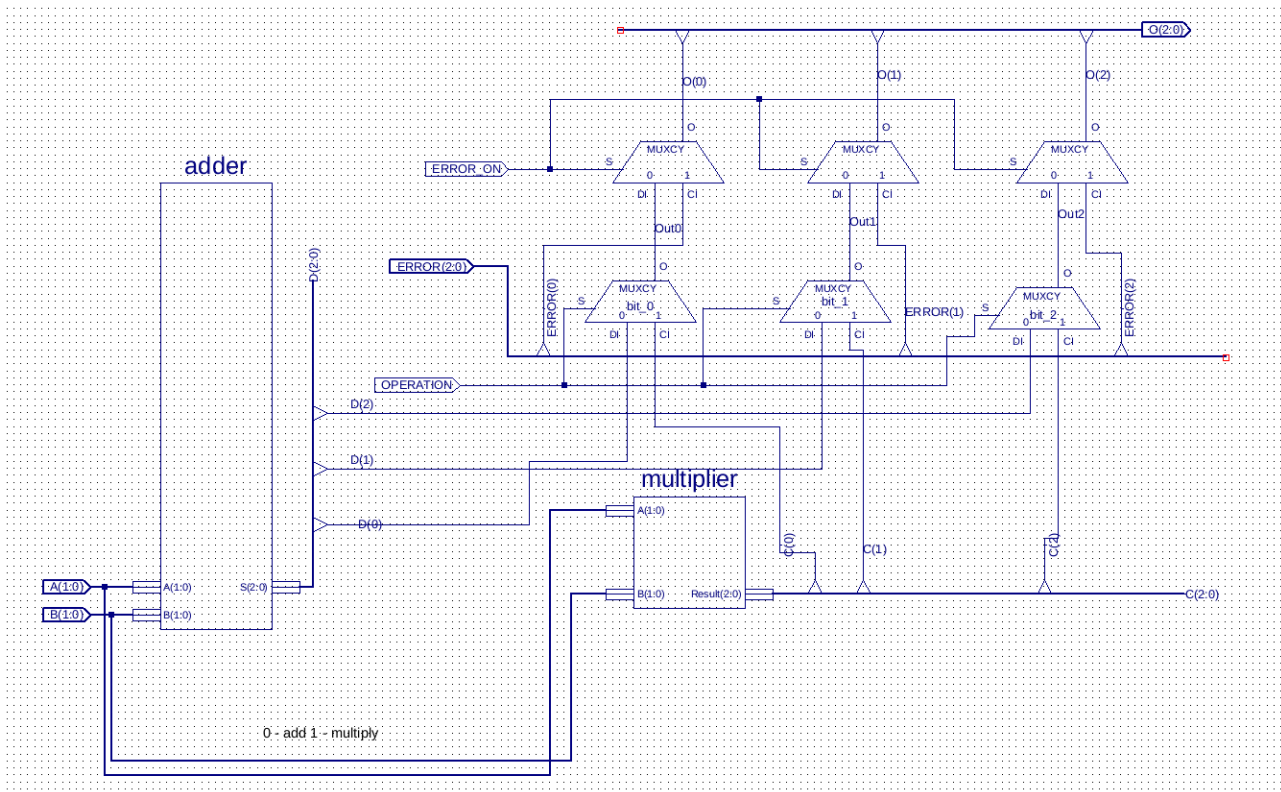 O(2:0)
O(0)
O(1)
O(2)
O
O
O
adder
ERROR_ON
S
MUXCY
0 1
S
MUXCY
0 1
S
MUXCY
0 1
DI CI
DI CI
DI CI
Out0
Out1
Out2
D(2:0)
ERROR(2:0)
O
O
O
ERROR(0)
S
MUXCY
bit_0
0 1
S
MUXCY
bit_1
0 1
ERROR(1)
S
MUXCY
bit_2
0 1
ERROR(2)
DI CI
DI CI
DI CI
OPERATION
D(2)
D(1)
multiplier
D(0)
A(1:0)
C(0)
C(1)
C(2)
A(1:0)
A(1:0)
S(2:0)
B(1:0)
Result(2:0)
C(2:0)
B(1:0)
B(1:0)
0 - add 1 - multiply